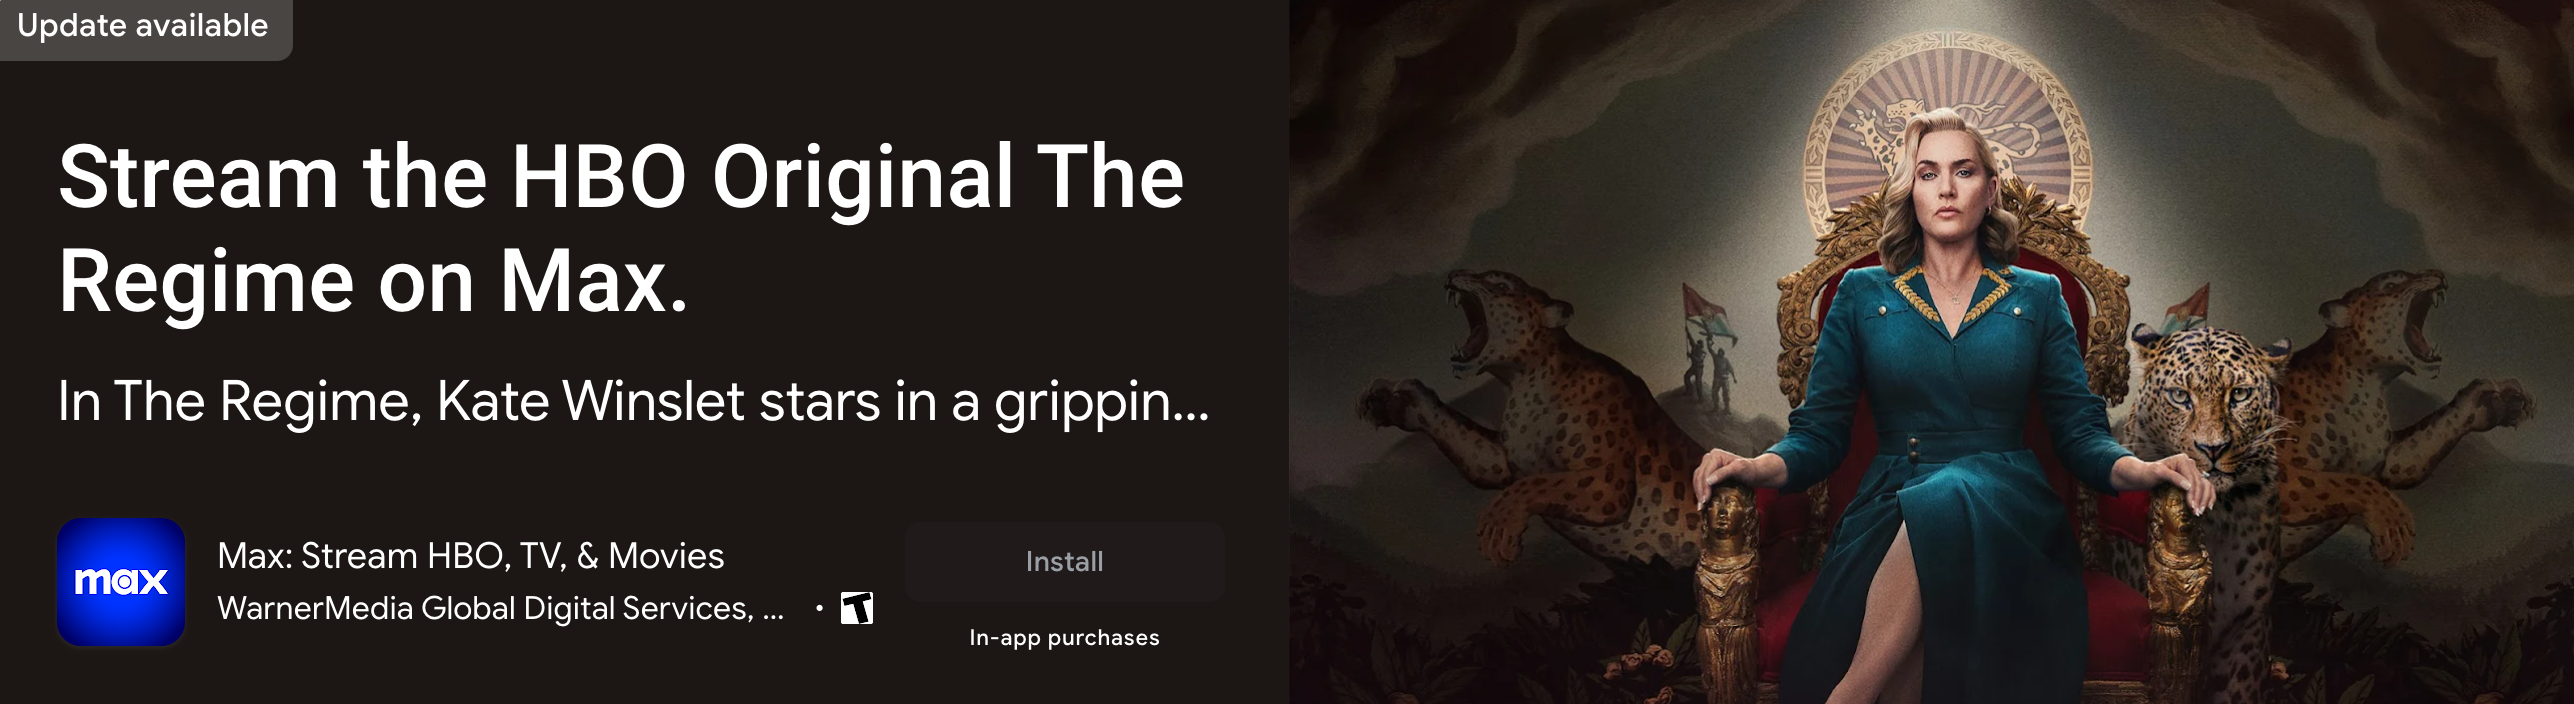 Update available
Stream the HBO Original The
Regime on Max.
In The Regime, Kate Winslet stars in a grippin...
max
Max: Stream HBO, TV, & Movies
WarnerMedia Global Digital Services, ... • T
Install
In-app purchases